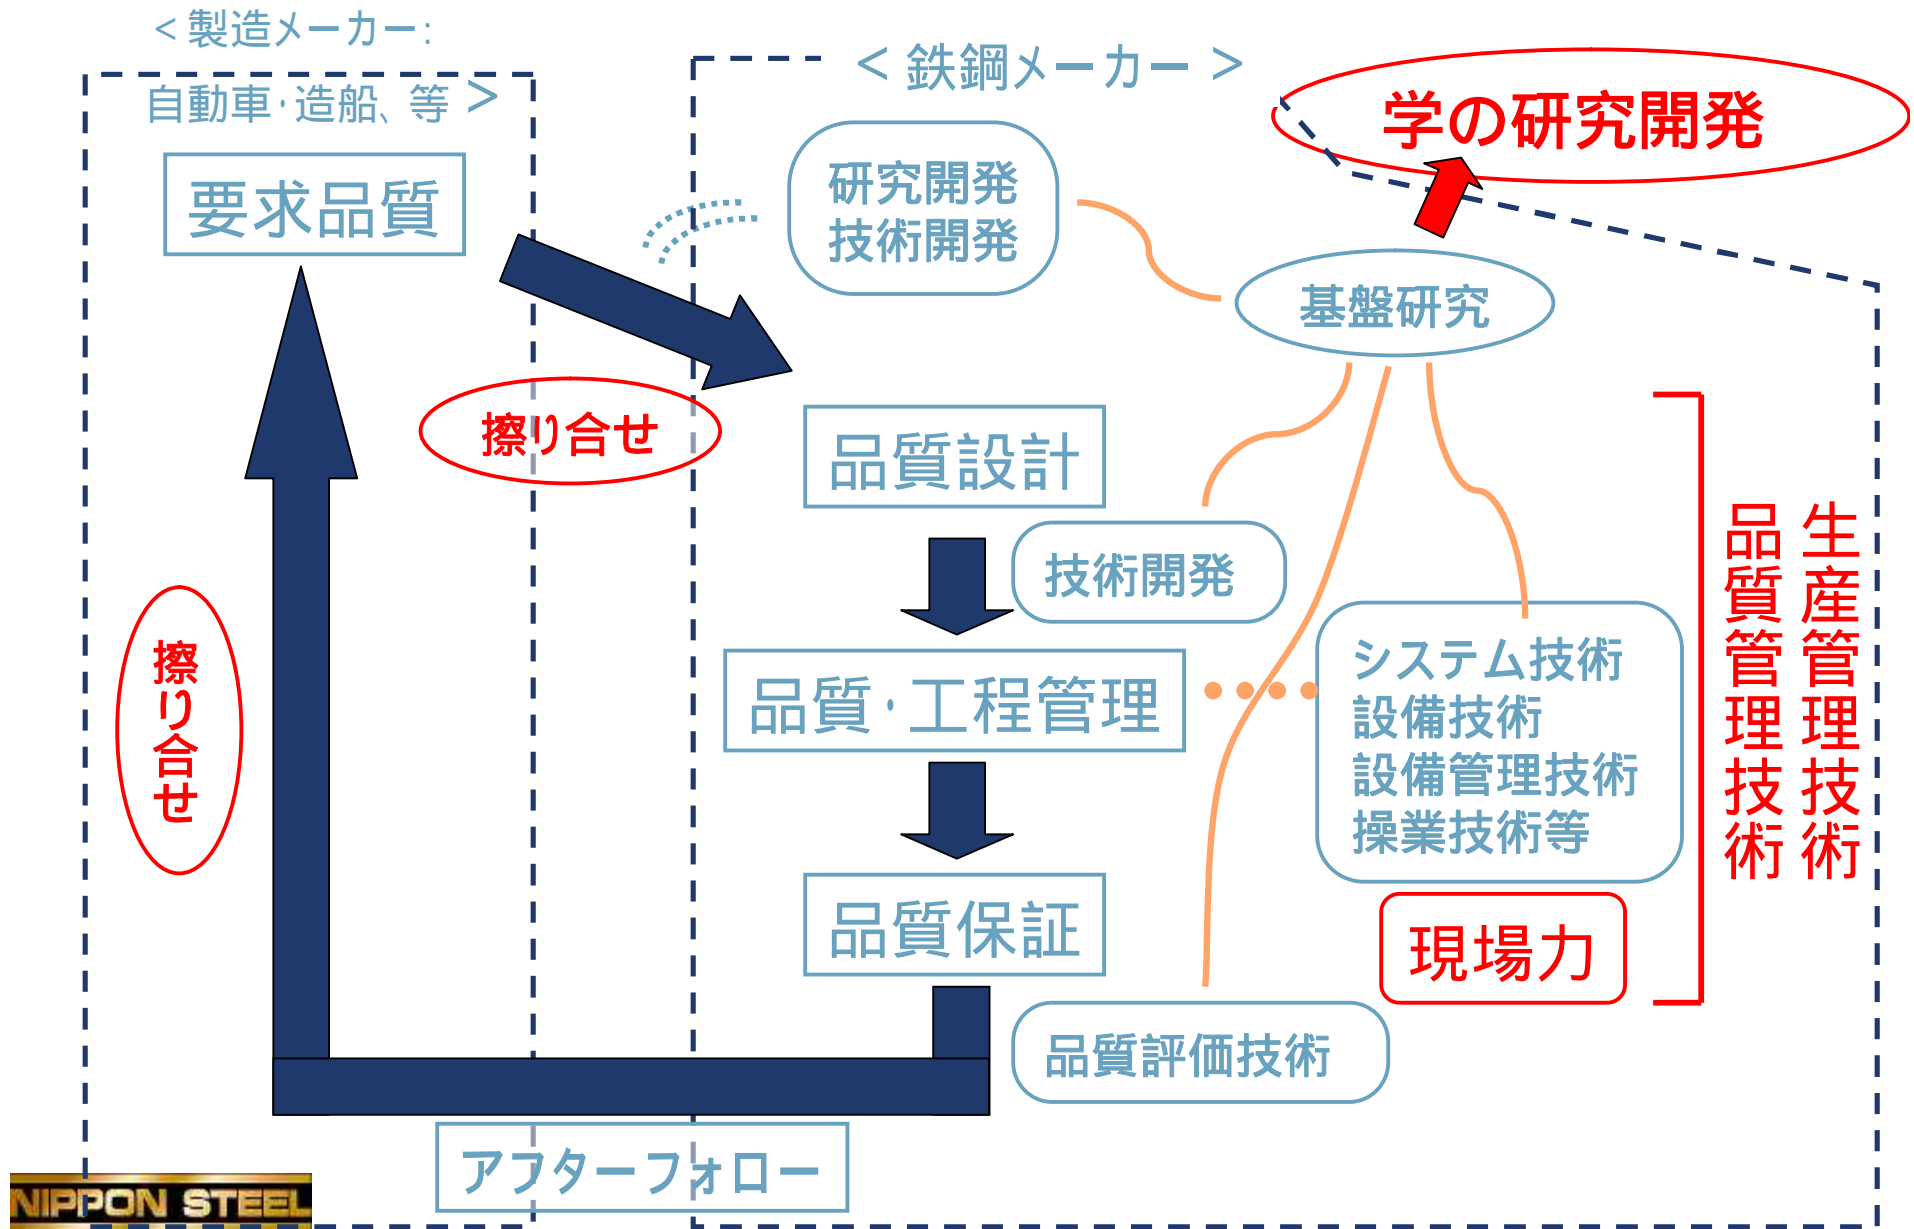 <製造メーカー:
自動車・造船、等>
要求品質
<鉄鋼メーカー>
学の研究開発
研究開発
技術開発
基盤研究
擦り合せ
品質設計
技術開発
擦り合せ
品質・工程管理
システム技術
設備技術
設備管理技術
操業技術等
生産管理技術
品質管理技術
品質保証
現場力
品質評価技術
アフターフォロー
NIPPON STEEL